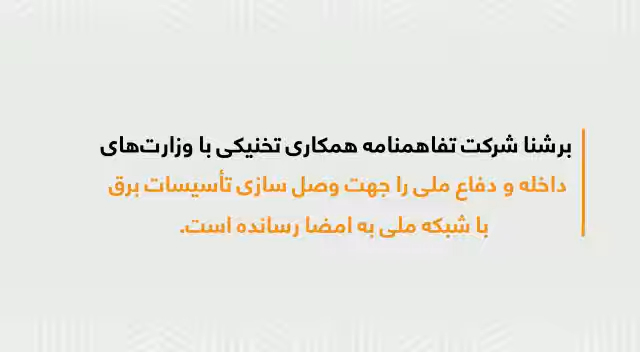 برشنا شرکت تفاهمنامه همکاری تخنیکی با وزارت‌های
داخله و دفاع ملی را جهت وصل سازی تأسیسات برق
با شبکه ملی به امضا رسانده است.